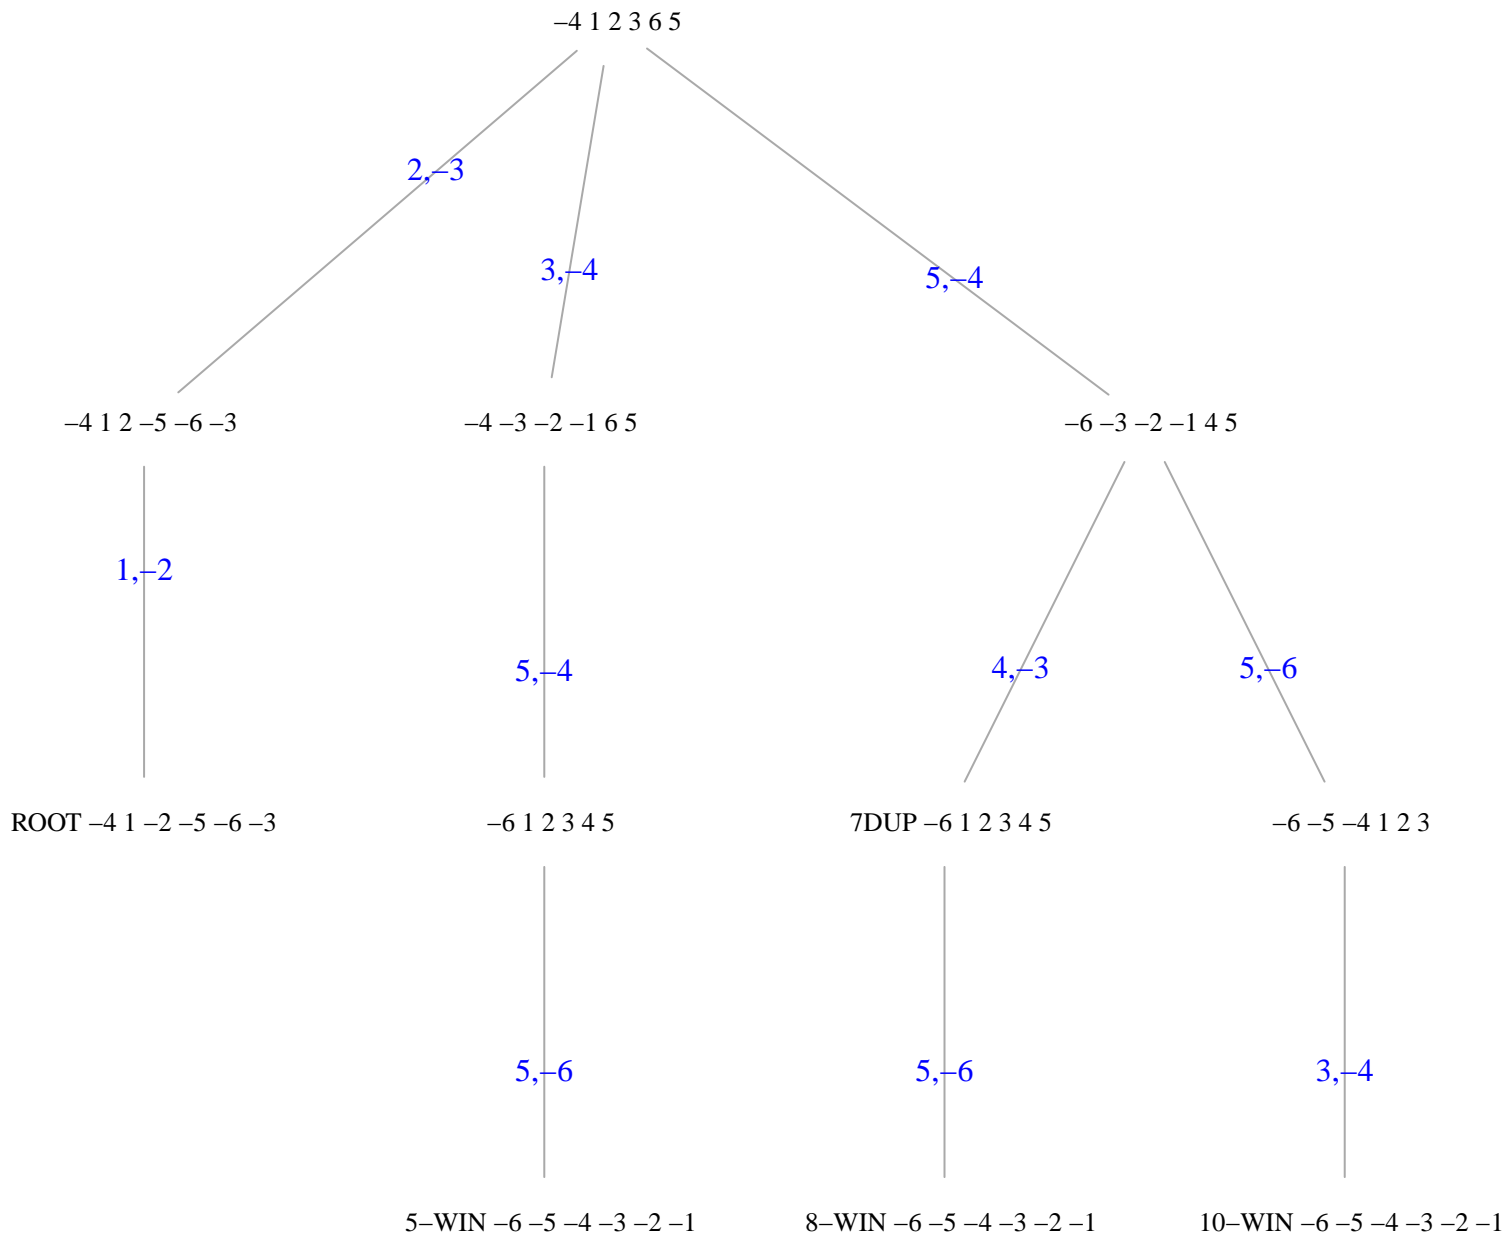 –4 1 2 3 6 5
2,–3
3,–4
5,–4
–4 1 2 –5 –6 –3
–4 –3 –2 –1 6 5
–6 –3 –2 –1 4 5
1,–2
5,–4
4,–3
5,–6
ROOT –4 1 –2 –5 –6 –3
–6 1 2 3 4 5
7DUP –6 1 2 3 4 5
–6 –5 –4 1 2 3
5,–6
5,–6
3,–4
5–WIN –6 –5 –4 –3 –2 –1
8–WIN –6 –5 –4 –3 –2 –1
10–WIN –6 –5 –4 –3 –2 –1